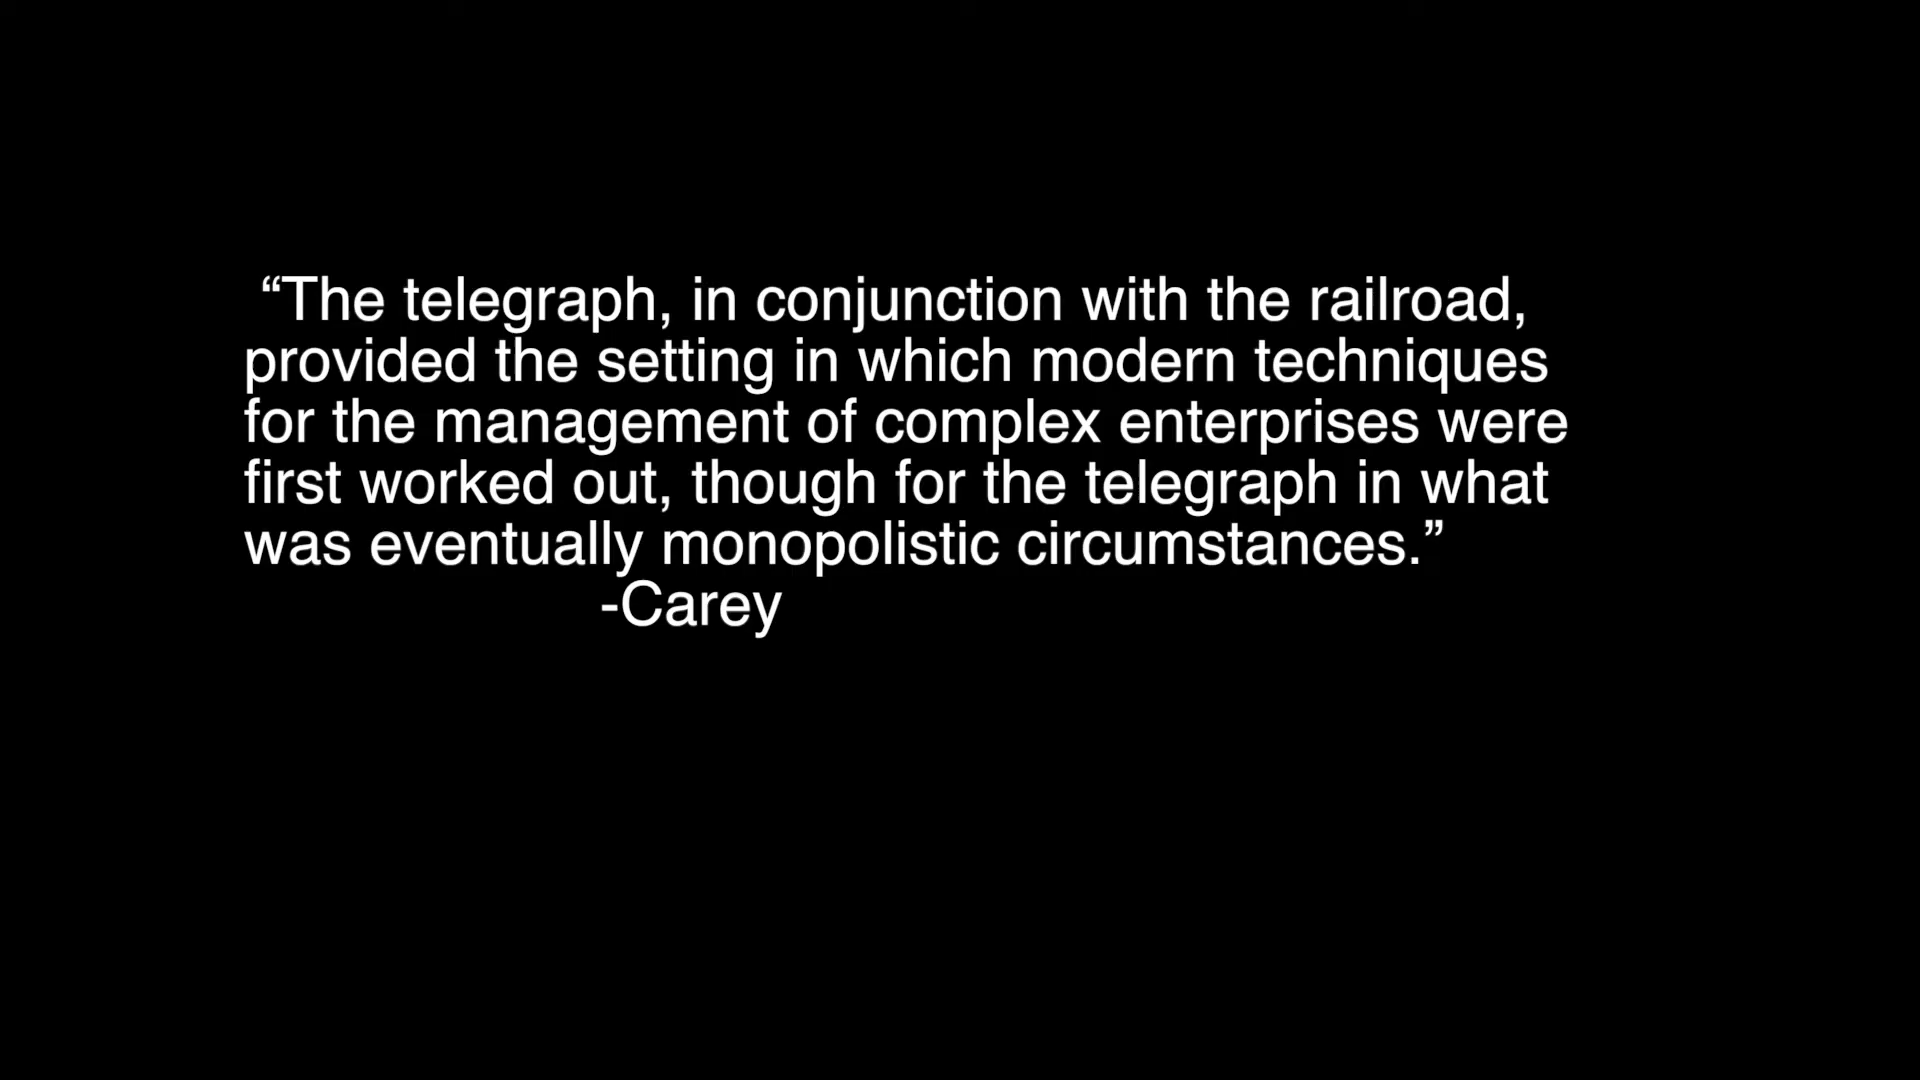 “The telegraph, in conjunction with the railroad,
provided the setting in which modern techniques
for the management of complex enterprises were
first worked out, though for the telegraph in what
was eventually monopolistic circumstances.”
-Carey